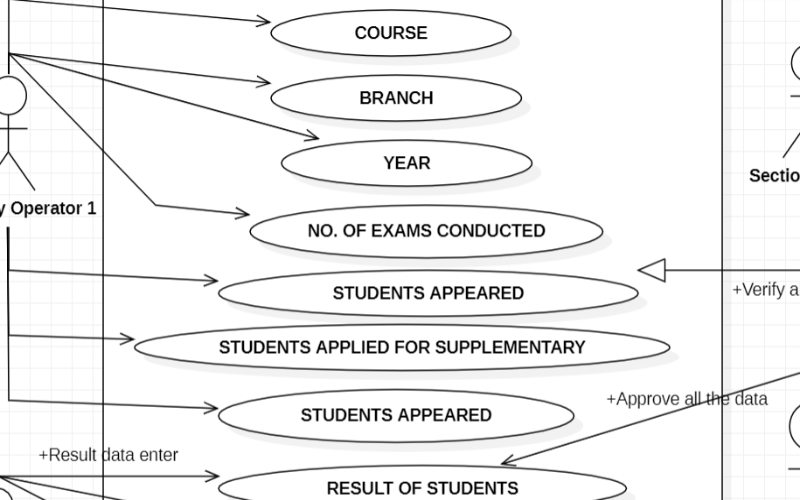 COURSE
BRANCH
YEAR
Sectio
y Operator 1
NO. OF EXAMS CONDUCTED
STUDENTS APPEARED
+Verify a
STUDENTS APPLIED FOR SUPPLEMENTARY
+Approve all the data
STUDENTS APPEARED
+Result data enter
RESULT OF STUDENTS